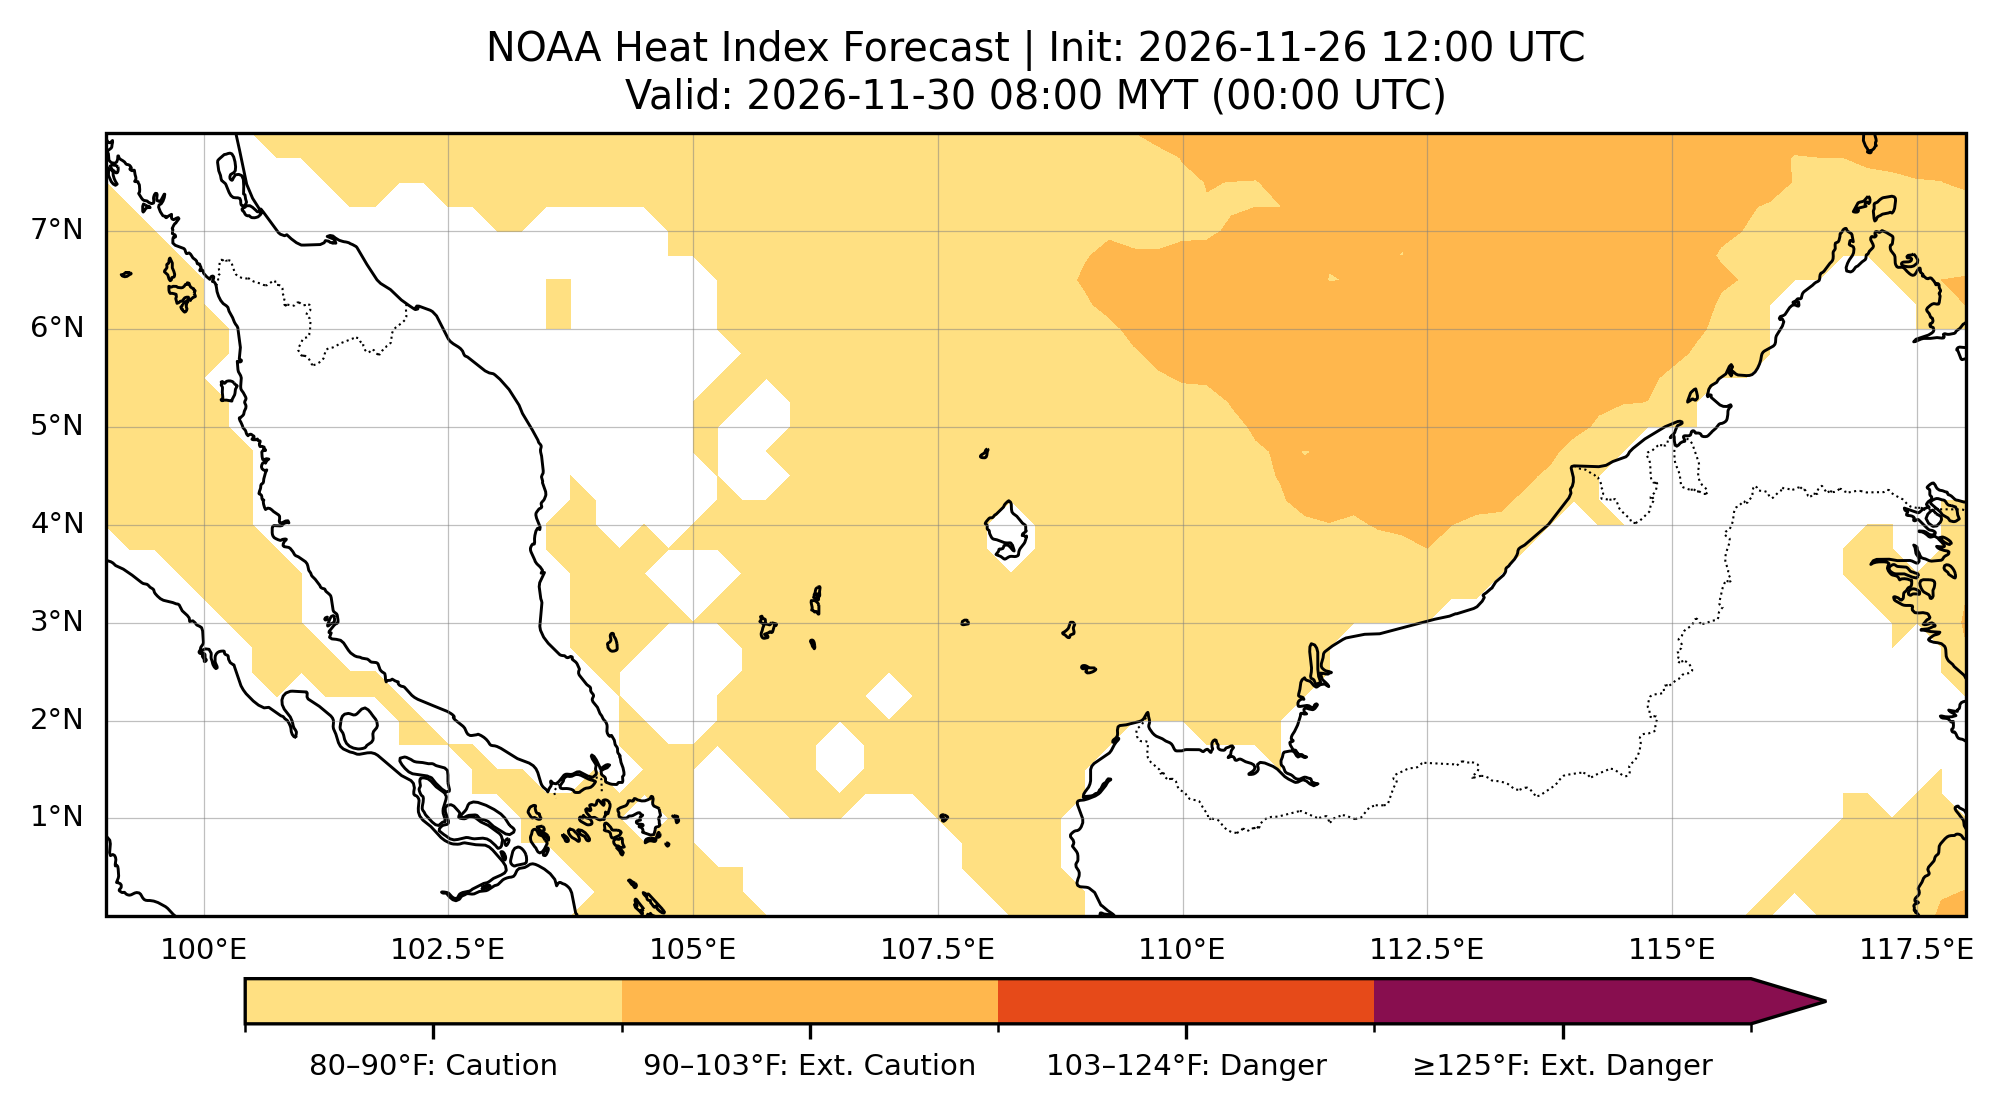 NOAA Heat Index Forecast | Init: 2026-11-26 12:00 UTC
Valid: 2026-11-30 08:00 MYT (00:00 UTC)
7°N
6°N
5°N
4°N
3°N
2°N
1°N
100°E
102.5°E
105°E
107.5°E
110°E
112.5°E
115°E
117.5°E
80–90°F: Caution
90–103°F: Ext. Caution
103–124°F: Danger
≥125°F: Ext. Danger